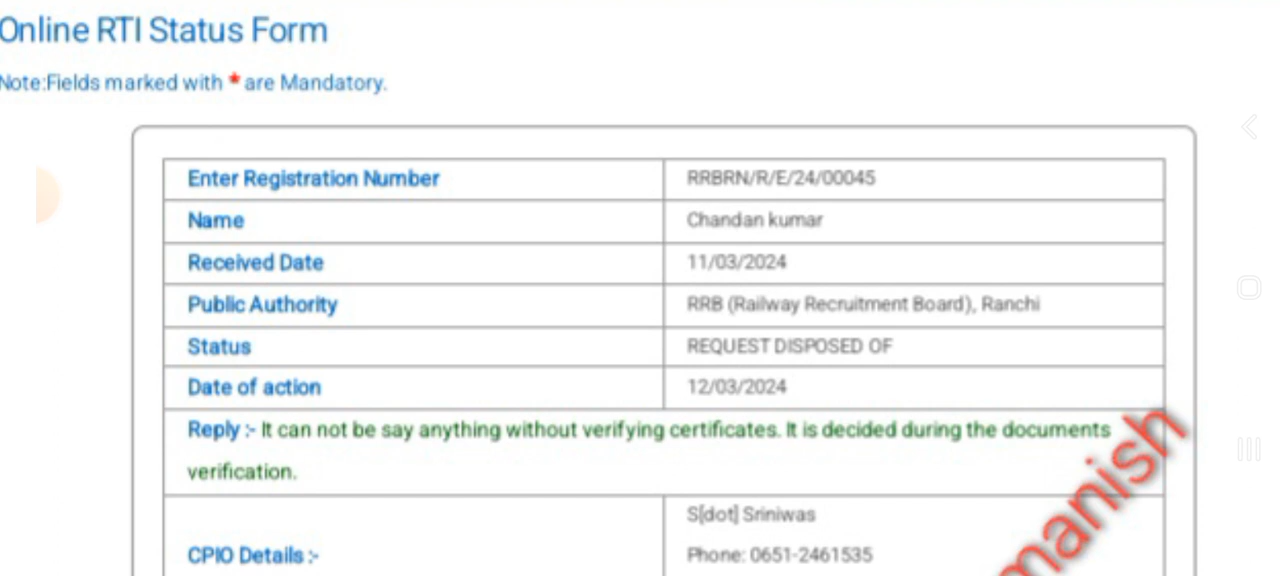 Online RTI Status Form
Note:Fields marked with * are Mandatory.
Enter Registration Number RRBRN/R/E/24/00045
Name Chandan kumar
Received Date 11/03/2024
Public Authority RRB (Railway Recruitment Board), Ranchi
Status REQUEST DISPOSED OF
Date of action 12/03/2024
Reply :- It can not be say anything without verifying certificates. It is decided during the documents
verification.
S[dot] Sriniwas
CPIO Details :- Phone: 0651-2461535
manish